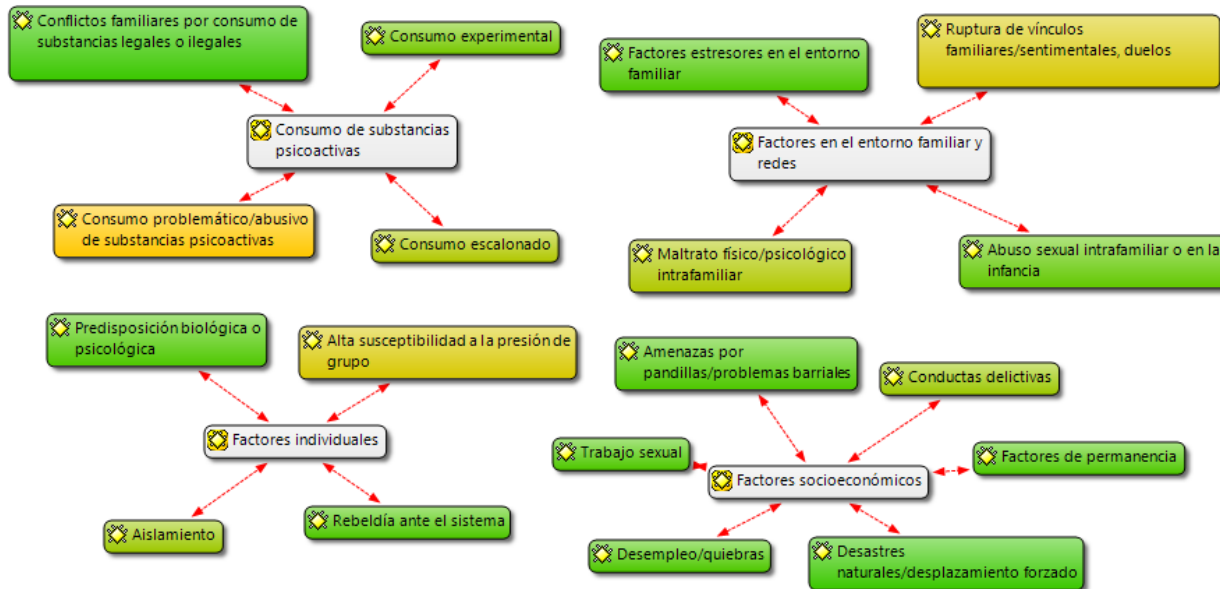 Conflictos familiares por consumo de
substancias legales o ilegales
Consumo experimental
Consumo de substancias
psicoactivas
Consumo problemático/abusivo
de substancias psicoactivas
Consumo escalonado
Factores estresores en el entorno
familiar
Ruptura de vínculos
familiares/sentimentales, duelos
Factores en el entorno familiar y
redes
Maltrato físico/psicológico
intrafamiliar
Abuso sexual intrafamiliar o en la
infancia
Predisposición biológica o
psicológica
Alta susceptibilidad a la presión de
grupo
Factores individuales
Aislamiento
Rebeldía ante el sistema
Amenazas por
pandillas/problemas barriales
Conductas delictivas
Trabajo sexual
Factores de permanencia
Factores socioeconómicos
Desempleo/quiebras
Desastres
naturales/desplazamiento forzado